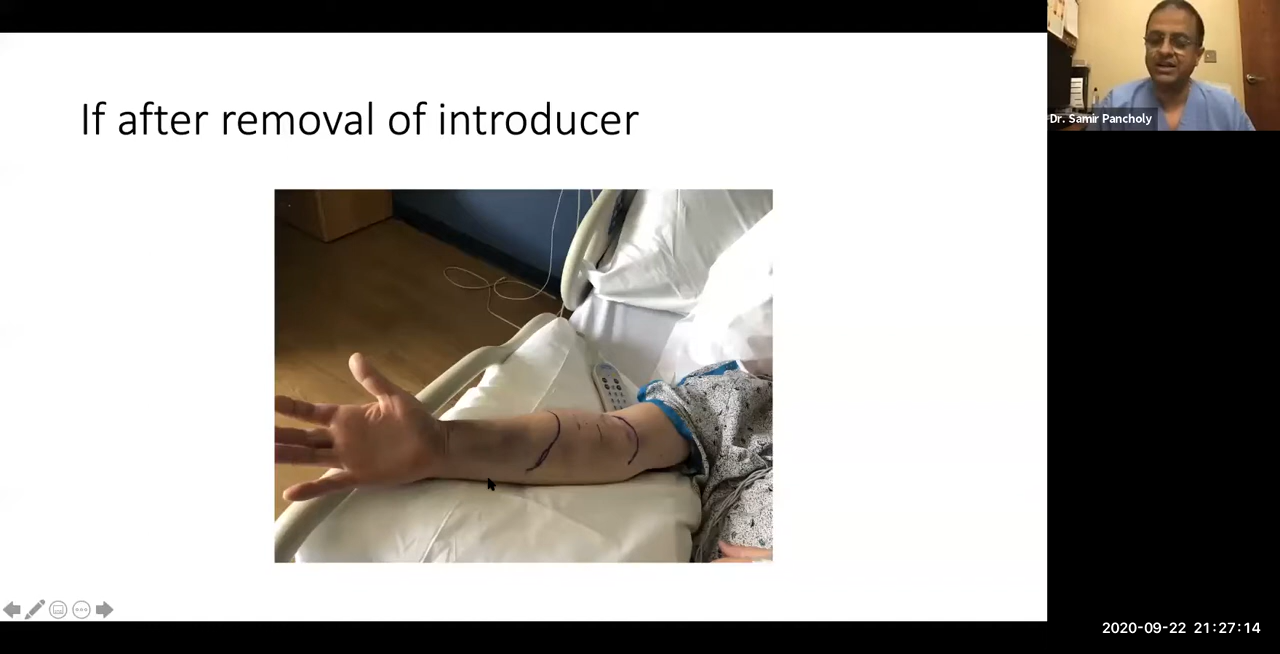 If after removal of introducer
Dr. Samir Pancholy
2020-09-22 21:27:14